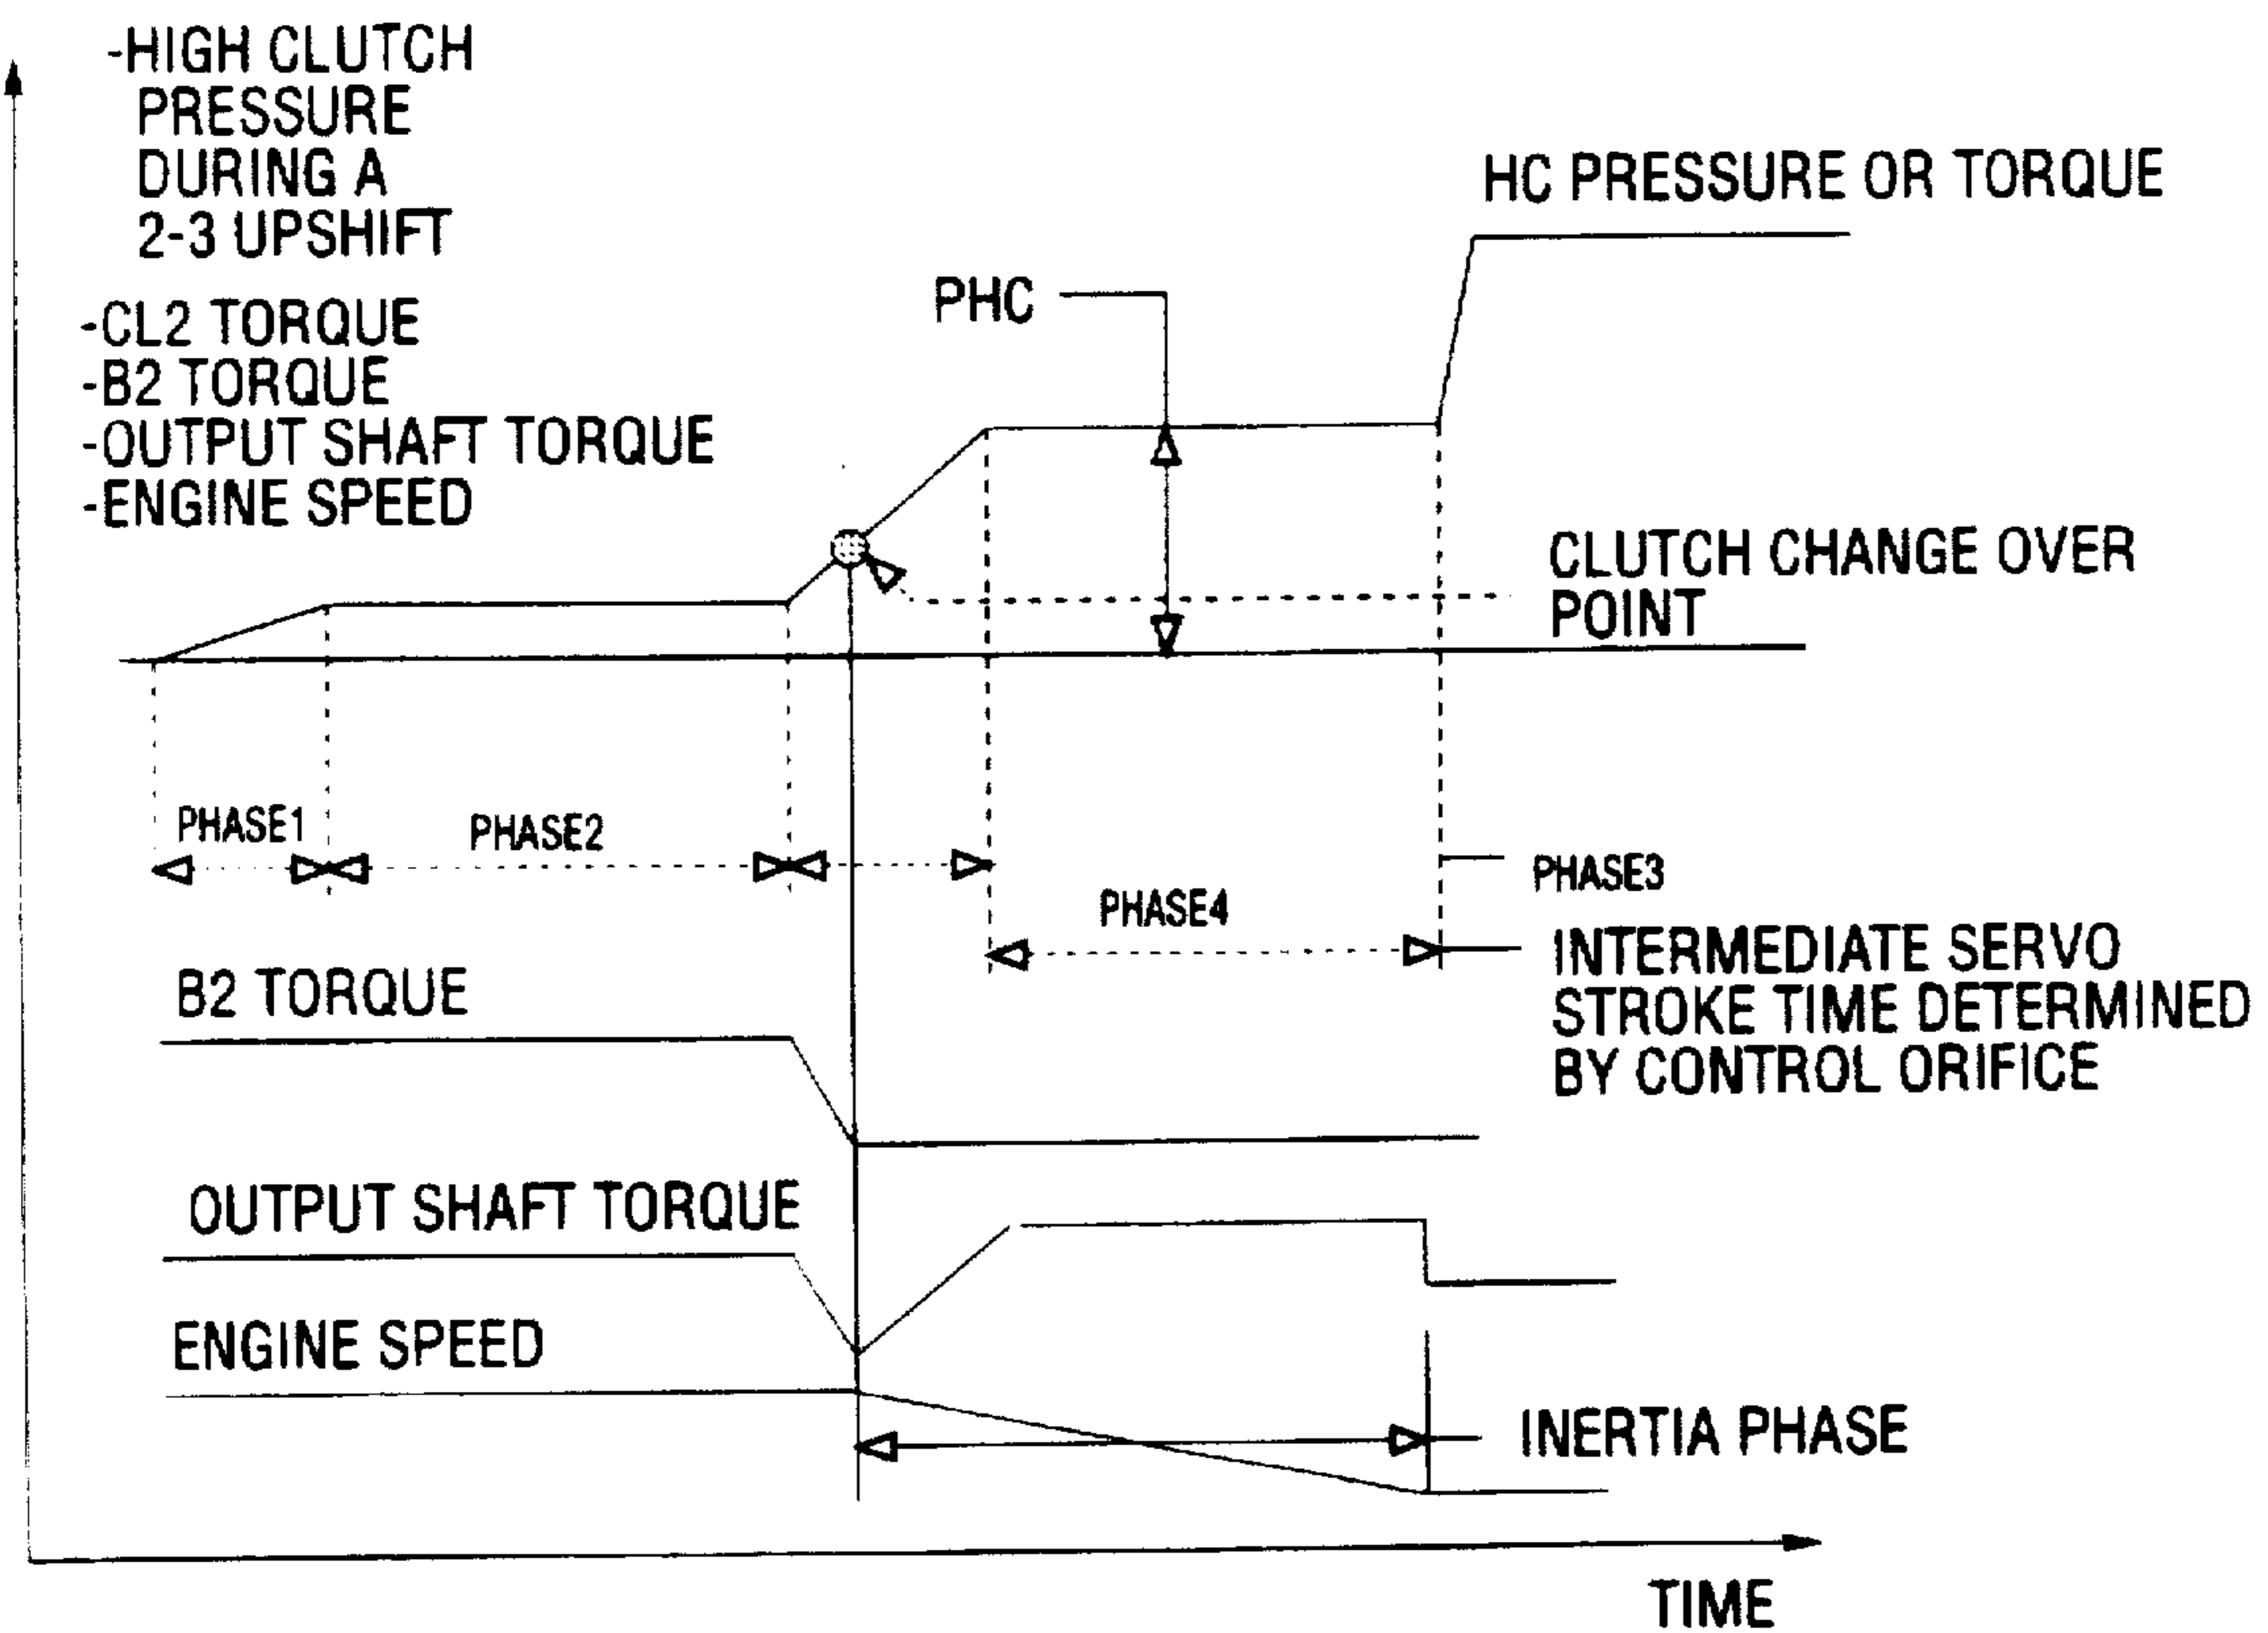 -HIGH CLUTCH
PRESSURE
DURING A
2-3 UPSHIFT
-CL2 TORQUE
-B2 TORQUE
-OUTPUT SHAFT TORQUE
-ENGINE SPEED
HC PRESSURE OR TORQUE
PHC
CLUTCH CHANGE OVER
POINT
PHASE1
PHASE2
PHASE3
PHASE4
INTERMEDIATE SERVO
STROKE TIME DETERMINED
BY CONTROL ORIFICE
B2 TORQUE
OUTPUT SHAFT TORQUE
ENGINE SPEED
INERTIA PHASE
TIME